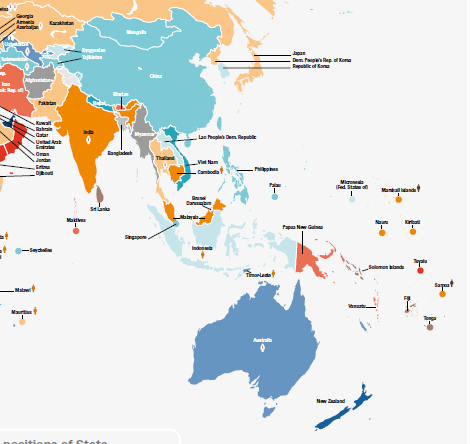 Georgia
Armenia
Azerbaijan
Kazakhstan
Mongolia
Uzbekistan
Kyrgyzstan
Tajikistan
Turkmenistan
Japan
Dem. People's Rep. of Korea
Republic of Korea
China
Afghanistan
Iran
Pakistan
Bhutan
Nepal
Kuwait
Bahrain
Qatar
United Arab
Emirates
Oman
Jordan
Eritrea
Djibouti
India
Bangladesh
Myanmar
Lao People's Dem. Republic
Thailand
Viet Nam
Cambodia
Philippines
Sri Lanka
Maldives
Brunei
Darussalam
Malaysia
Singapore
Indonesia
Palau
Micronesia
(Fed. States of)
Marshall Islands
Nauru
Kiribati
Papua New Guinea
Solomon Islands
Tuvalu
Timor-Leste
Seychelles
Malawi
Mauritius
Vanuatu
Fiji
Samoa
Tonga
Australia
New Zealand
positions of State